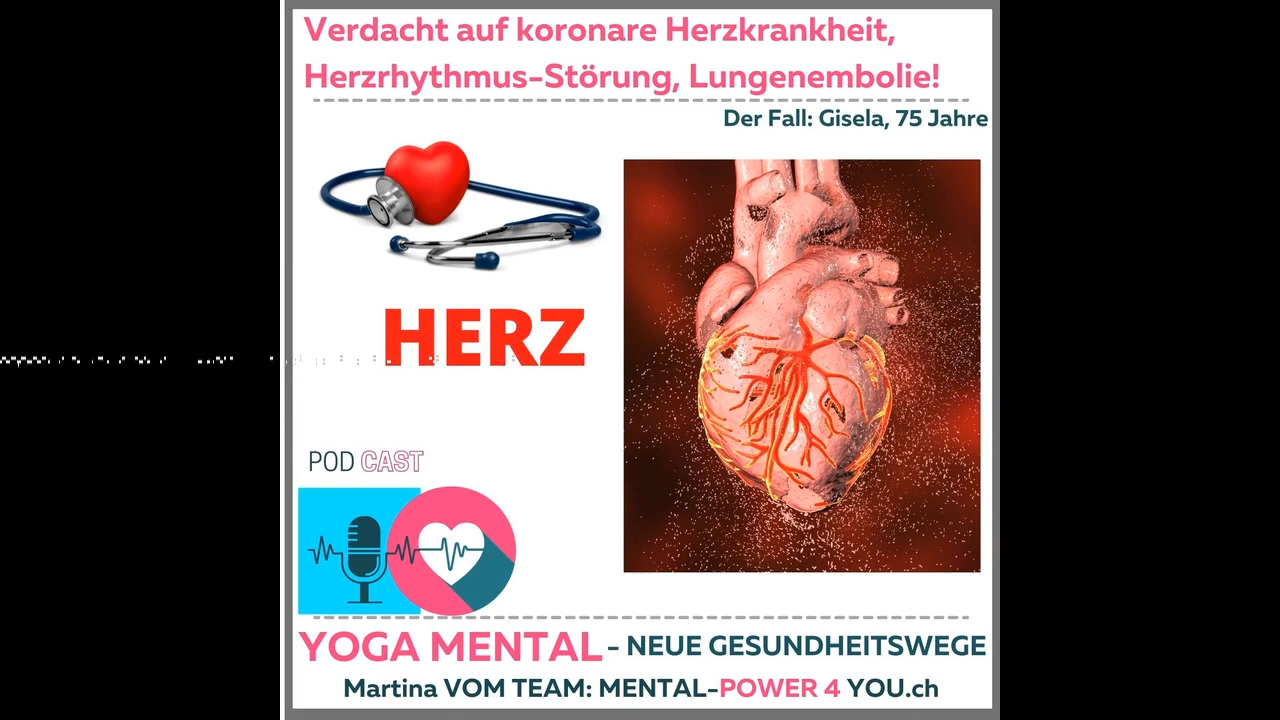 Verdacht auf koronare Herzkrankheit,
Herzrhythmus-Störung, Lungenembolie!
Der Fall: Gisela, 75 Jahre
HERZ
POD CAST
YOGA MENTAL - NEUE GESUNDHEITSWEGE
Martina VOM TEAM: MENTAL-POWER 4 YOU.ch